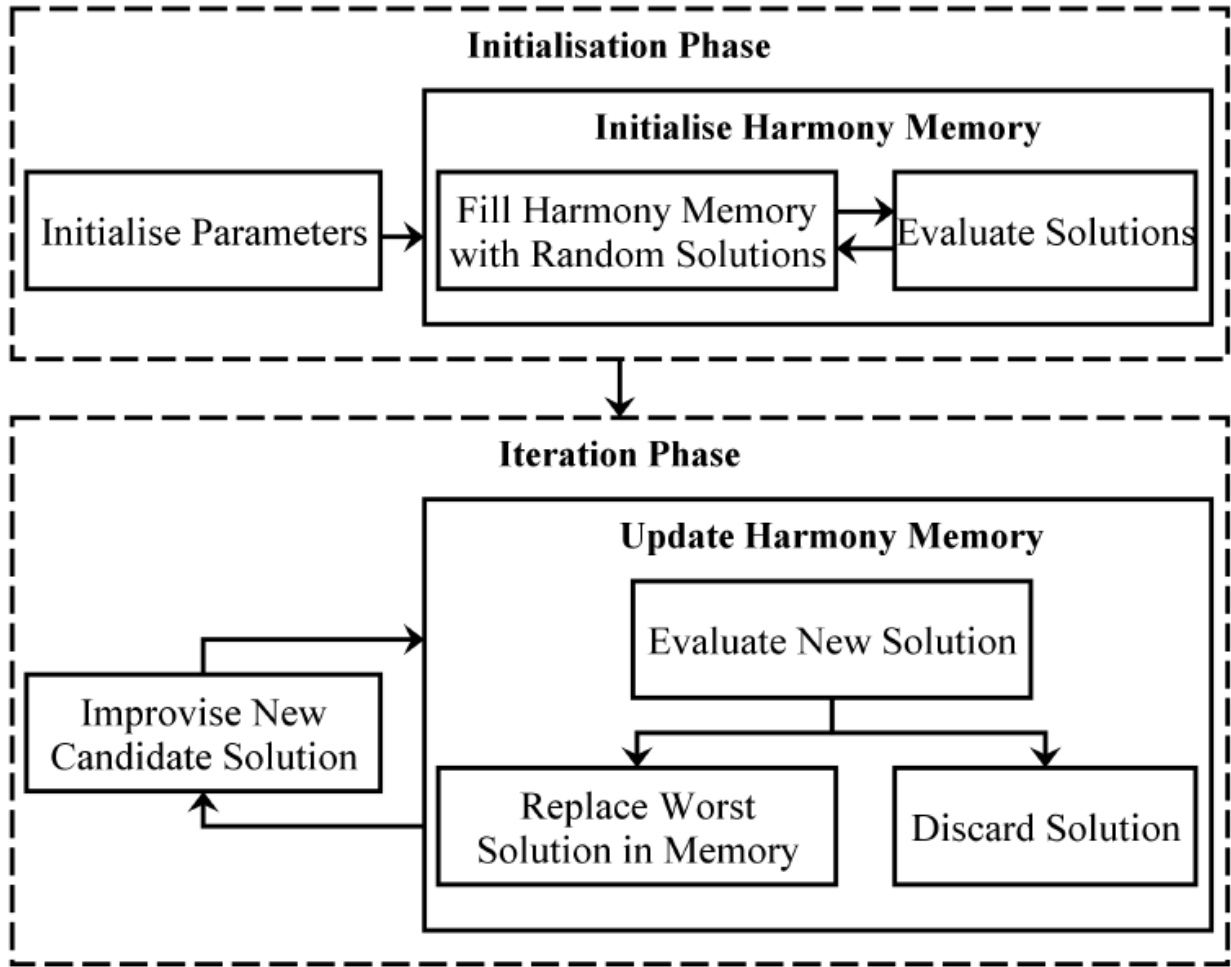 Initialisation Phase
Initialise Harmony Memory
Initialise Parameters
Fill Harmony Memory
with Random Solutions
Evaluate Solutions
Iteration Phase
Update Harmony Memory
Evaluate New Solution
Improvise New
Candidate Solution
Replace Worst
Solution in Memory
Discard Solution